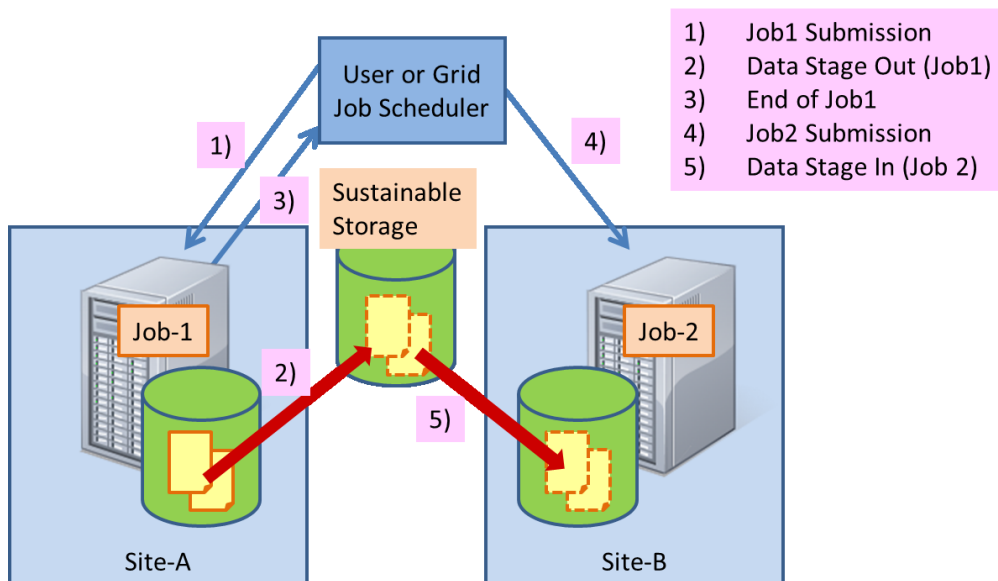 User or Grid
Job Scheduler
1) Job1 Submission
2) Data Stage Out (Job1)
3) End of Job1
4) Job2 Submission
5) Data Stage In (Job 2)
1)
4)
3)
Sustainable
Storage
Job-1
Job-2
2)
5)
Site-A
Site-B